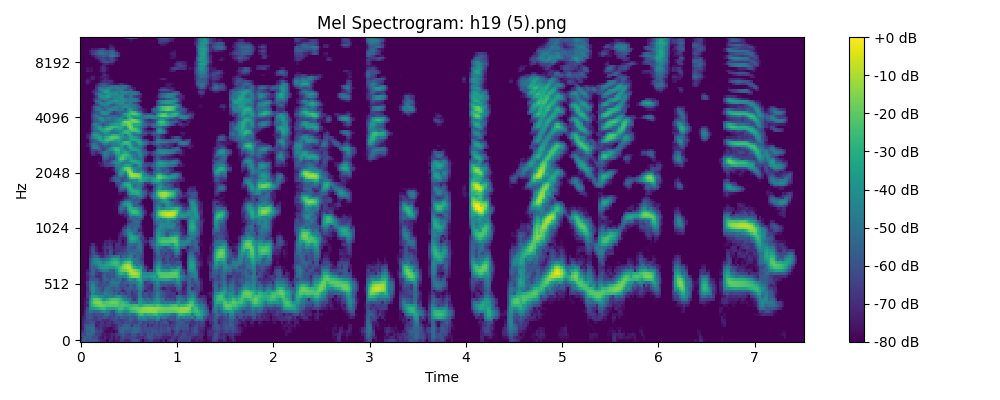 Mel Spectrogram: h19 (5).png
8192
4096
2048
1024
512
0
Hz
0 1 2 3 4 5 6 7
Time
+0 dB
-10 dB
-20 dB
-30 dB
-40 dB
-50 dB
-60 dB
-70 dB
-80 dB